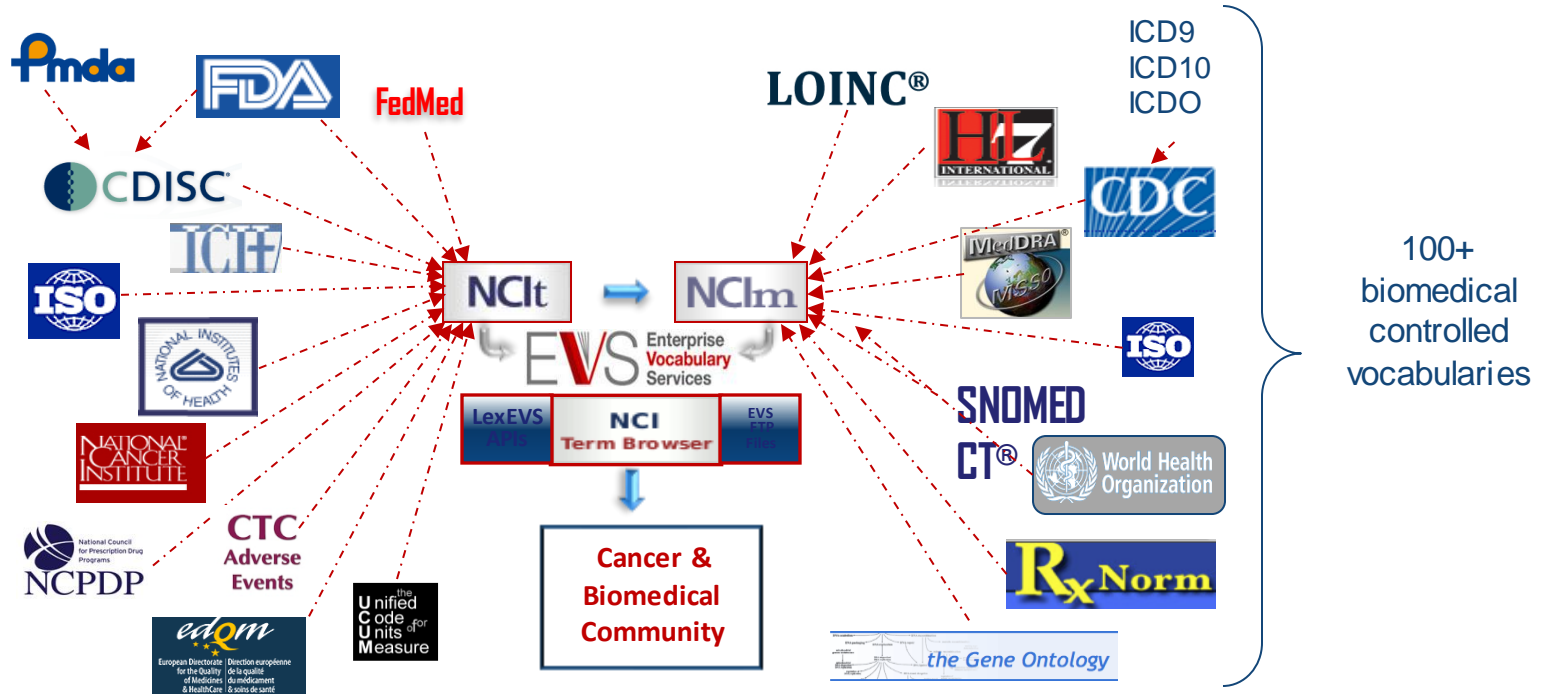 Pmda
FDA
FedMed
CDISC
ICH
ISO
NATIONAL INSTITUTES
OF HEALTH
NATIONAL
CANCER
INSTITUTE
National Council
for Prescription Drug
Programs
NCPDP
CTC
Adverse
Events
edqm
European Directorate
for the Quality
of Medicines
& HealthCare
Direction européenne
de la qualité
du médicament
& soins de santé
the
Unified
Code for
Units of
Measure
NCIt
NCIm
EVS
Enterprise
Vocabulary
Services
LexEVS
APIs
NCI
Term Browser
EVS
FTP
Files
Cancer &
Biomedical
Community
LOINC®
HL7
INTERNATIONAL
ICD9
ICD10
ICDO
CDC
MedDRA®
MSSO
ISO
SNOMED
CT®
World Health
Organization
RxNorm
the Gene Ontology
100+
biomedical
controlled
vocabularies